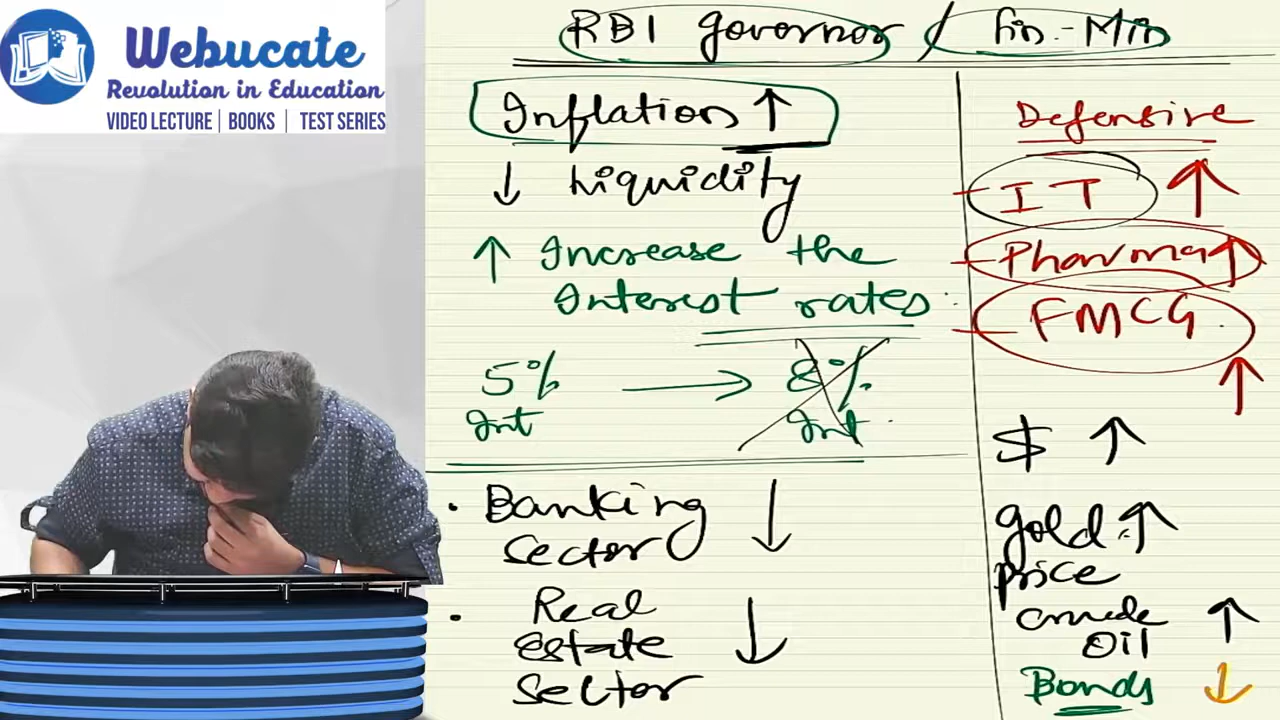 Webucate
Revolution in Education
VIDEO LECTURE | BOOKS | TEST SERIES
RBI governor / Fin.-Min
Inflation ↑
↓ Liquidity
↑ Increase the
Interest rates
5% → 8%
Int Int
• Banking ↓
Sector
• Real ↓
Estate
Sector
Defensive
- IT ↑
- Pharma ↑
- FMCG ↑
$ ↑
Gold ↑
Price
Crude ↑
Oil
Bonds ↓